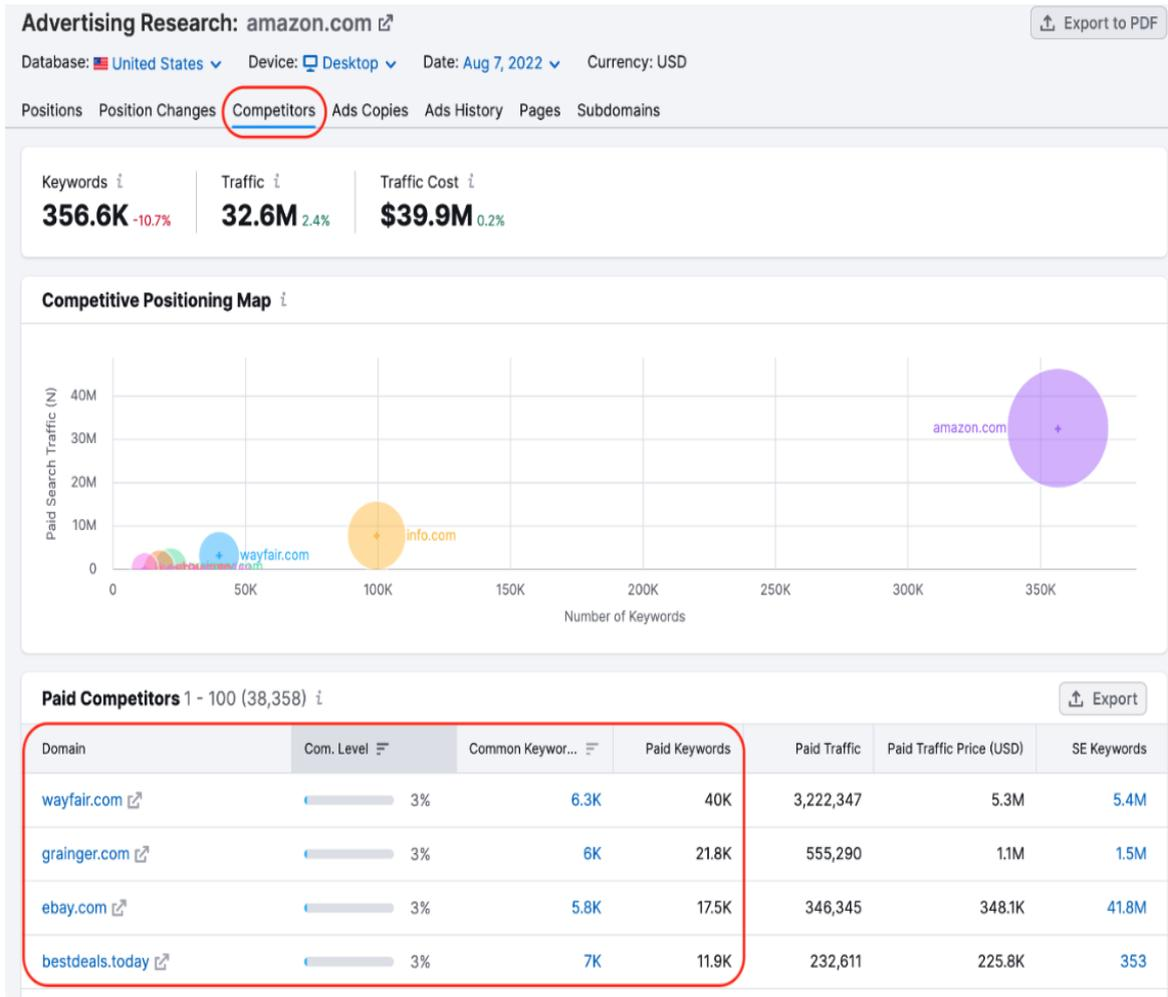 Advertising Research: amazon.com
Export to PDF
Database: United States Device: Desktop Date: Aug 7, 2022 Currency: USD
Positions Position Changes Competitors Ads Copies Ads History Pages Subdomains
Keywords i Traffic i Traffic Cost i
356.6K -10.7% 32.6M 2.4% $39.9M 0.2%
Competitive Positioning Map i
Paid Search Traffic (N)
40M
30M
20M
10M
0
amazon.com
info.com
wayfair.com
0 50K 100K 150K 200K 250K 300K 350K
Number of Keywords
Paid Competitors 1 - 100 (38,358) i
Export
Domain Com. Level Common Keywor... Paid Keywords Paid Traffic Paid Traffic Price (USD) SE Keywords
wayfair.com 3% 6.3K 40K 3,222,347 5.3M 5.4M
grainger.com 3% 6K 21.8K 555,290 1.1M 1.5M
ebay.com 3% 5.8K 17.5K 346,345 348.1K 41.8M
bestdeals.today 3% 7K 11.9K 232,611 225.8K 353